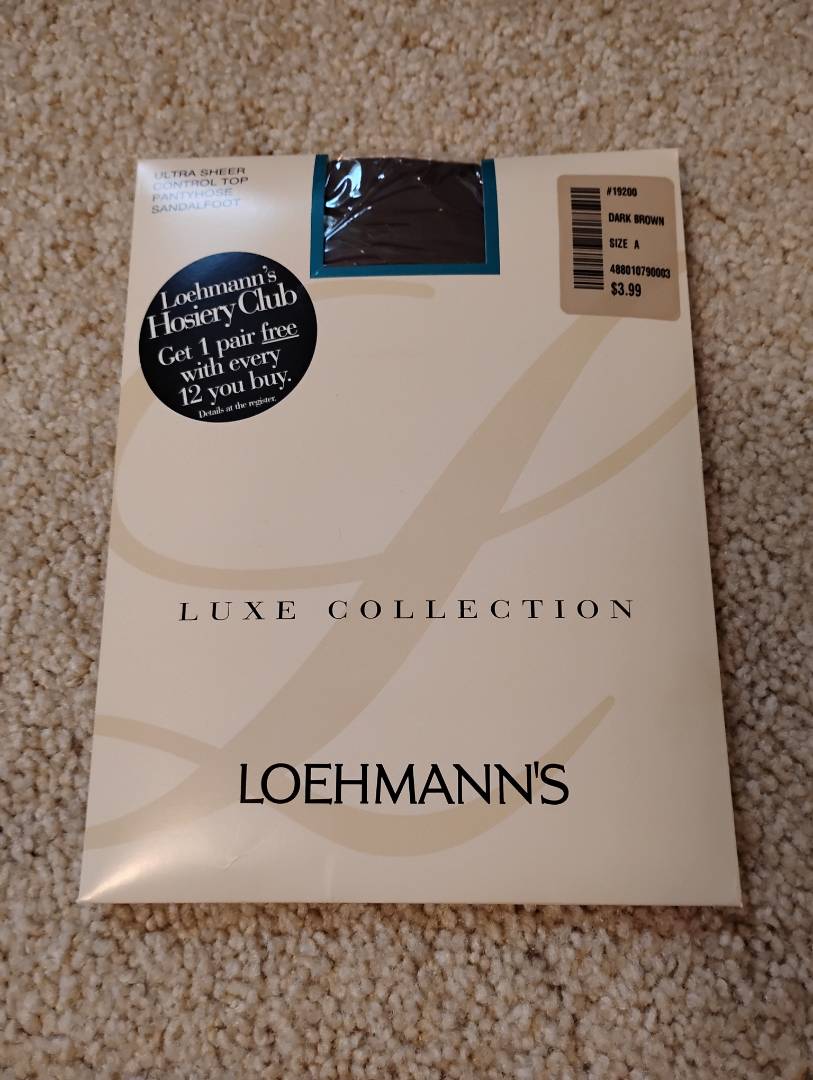 ULTRA SHEER
CONTROL TOP
PANTYHOSE
SANDALFOOT
#19200
DARK BROWN
SIZE A
488010790003
$3.99
Loehmann's
Hosiery Club
Get 1 pair free
with every
12 you buy.
Details at the register.
LUXE COLLECTION
LOEHMANN'S